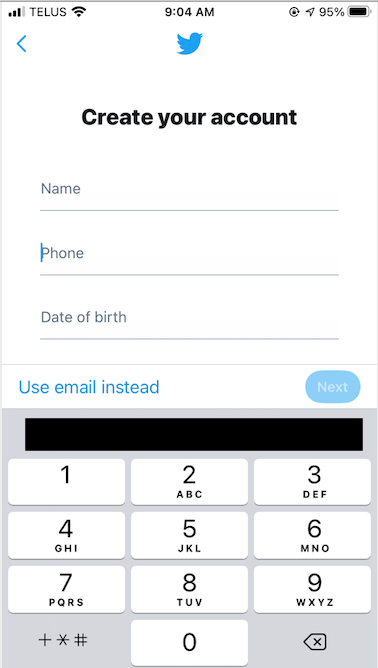 TELUS 9:04 AM 95%
Create your account
Name
Phone
Date of birth
Use email instead Next
1 2 3
ABC DEF
4 5 6
GHI JKL MNO
7 8 9
PQRS TUV WXYZ
+ * # 0